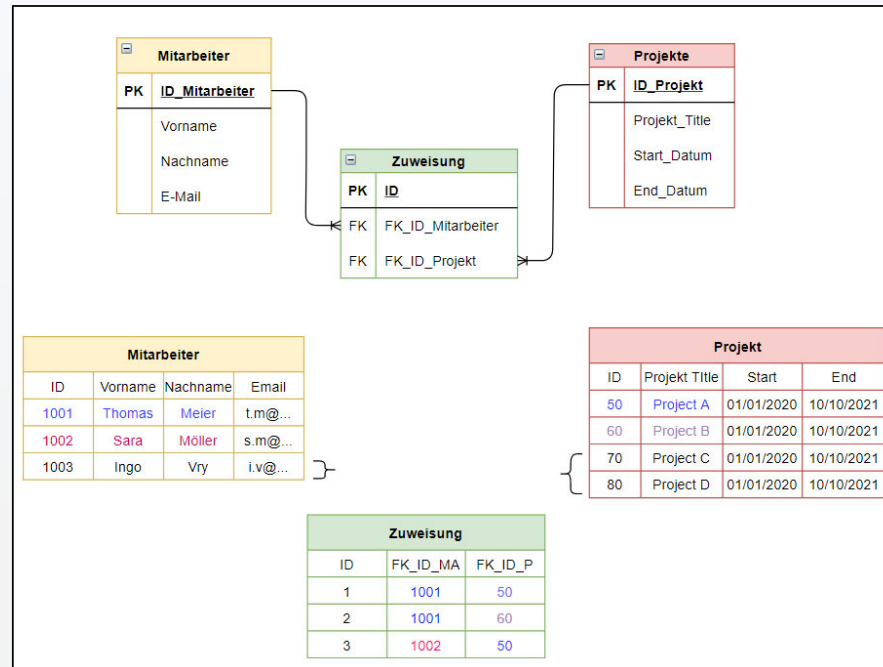 Mitarbeiter
PK ID_Mitarbeiter
Vorname
Nachname
E-Mail
Projekte
PK ID_Projekt
Projekt_Title
Start_Datum
End_Datum
Zuweisung
PK ID
FK FK_ID_Mitarbeiter
FK FK_ID_Projekt
Mitarbeiter
ID Vorname Nachname Email
1001 Thomas Meier t.m@...
1002 Sara Möller s.m@...
1003 Ingo Vry i.v@...
Projekt
ID Projekt TItle Start End
50 Project A 01/01/2020 10/10/2021
60 Project B 01/01/2020 10/10/2021
70 Project C 01/01/2020 10/10/2021
80 Project D 01/01/2020 10/10/2021
Zuweisung
ID FK_ID_MA FK_ID_P
1 1001 50
2 1001 60
3 1002 50